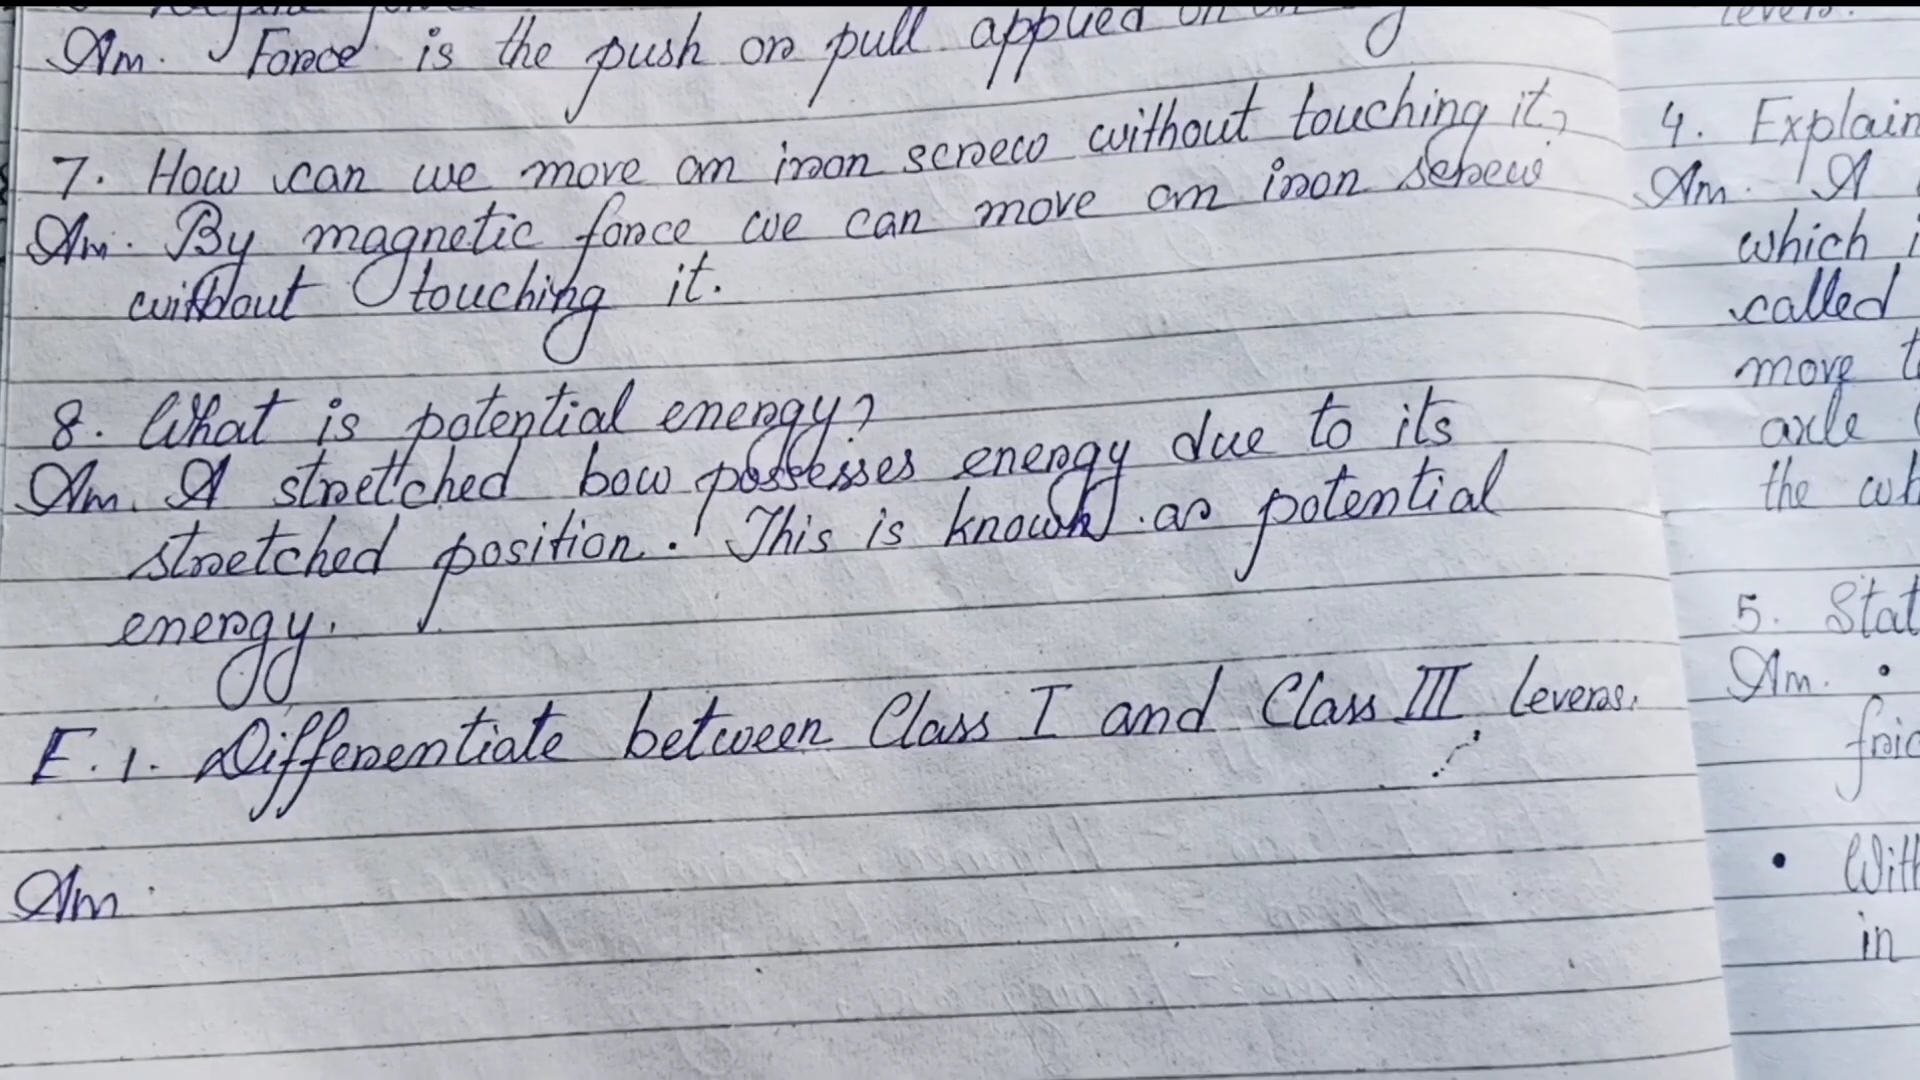 Ans. Force is the push or pull applied on
7. How can we move an iron screw without touching it?
Ans. By magnetic force we can move an iron screw
without touching it.
8. What is potential energy?
Ans. A stretched bow possesses energy due to its
stretched position. This is known as potential
energy.
E. 1. Differentiate between Class I and Class III levers.
Ans.
levers.
4. Explain
Ans. A
which i
called
move t
axle
the wh
5. Stat
Ans. •
fric
• With
in